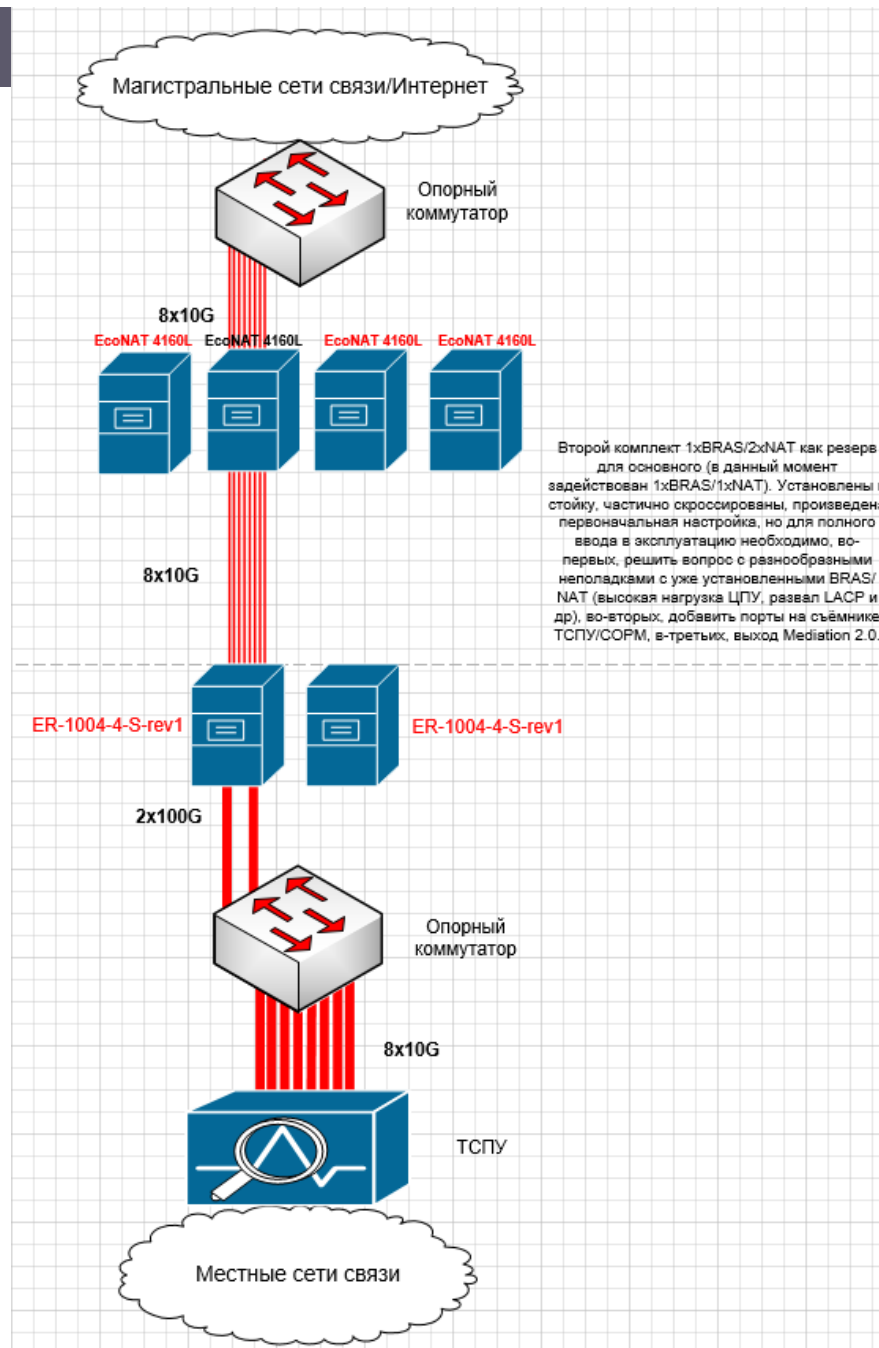 Магистральные сети связи/Интернет
Опорный
коммутатор
8x10G
EcoNAT 4160L EcoNAT 4160L EcoNAT 4160L EcoNAT 4160L
Второй комплект 1xBRAS/2xNAT как резерв
для основного (в данный момент
задействован 1xBRAS/1xNAT). Установлены
стойку, частично скроссированы, произведена
первоначальная настройка, но для полного
ввода в эксплуатацию необходимо, во-
первых, решить вопрос с разнообразными
неполадками с уже установленными BRAS/
NAT (высокая нагрузка ЦПУ, развал LACP и
др), во-вторых, добавить порты на съёмнике
ТСПУ/СОРМ, в-третьих, выход Mediation 2.0.
8x10G
ER-1004-4-S-rev1
ER-1004-4-S-rev1
2x100G
Опорный
коммутатор
8x10G
ТСПУ
Местные сети связи